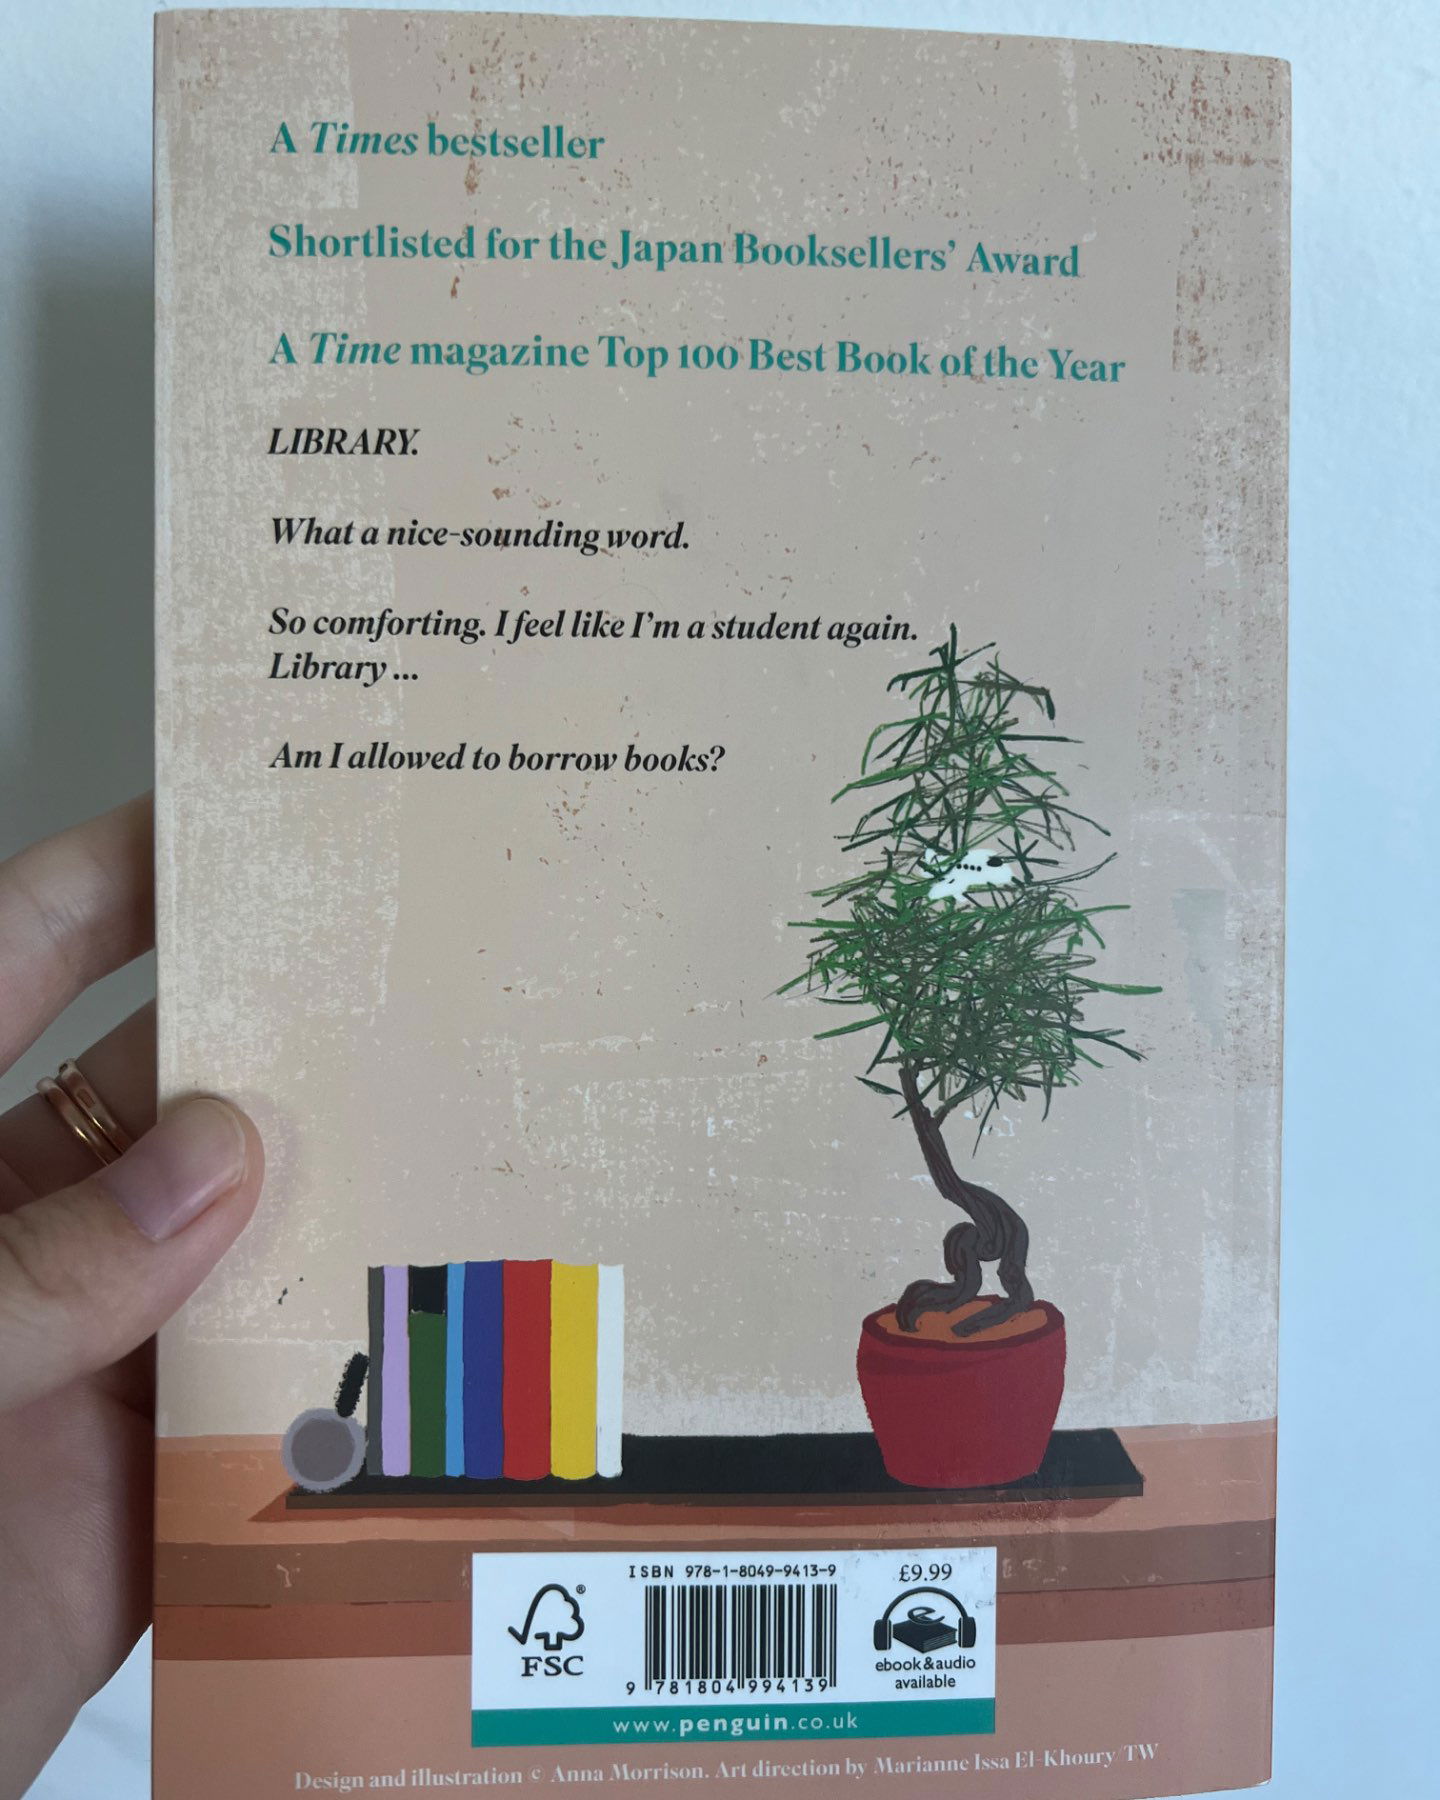 A Times bestseller
Shortlisted for the Japan Booksellers’ Award
A Time magazine Top 100 Best Book of the Year
LIBRARY.
What a nice-sounding word.
So comforting. I feel like I’m a student again.
Library ...
Am I allowed to borrow books?
ISBN 978-1-8049-9413-9
£9.99
FSC®
9 781804 994139
ebook & audio
available
www.penguin.co.uk
Design and illustration © Anna Morrison. Art direction by Marianne Issa El-Khoury/TW